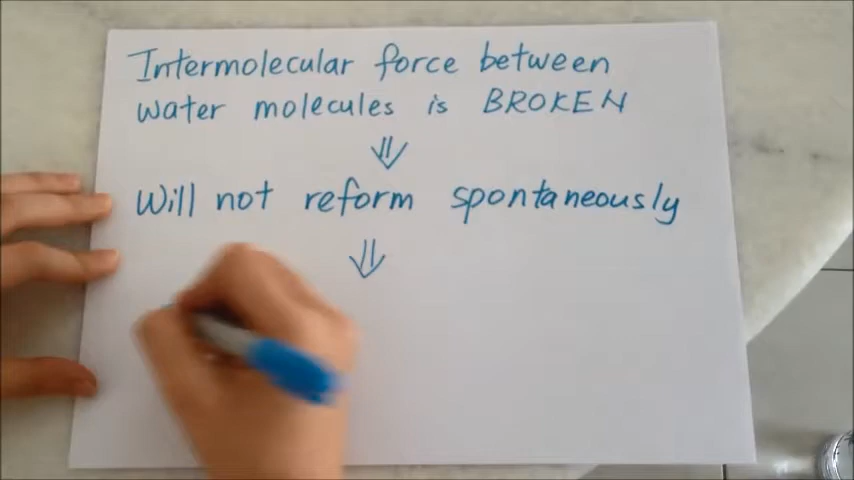 Intermolecular force between
water molecules is BROKEN
⇓
Will not reform spontaneously
⇓